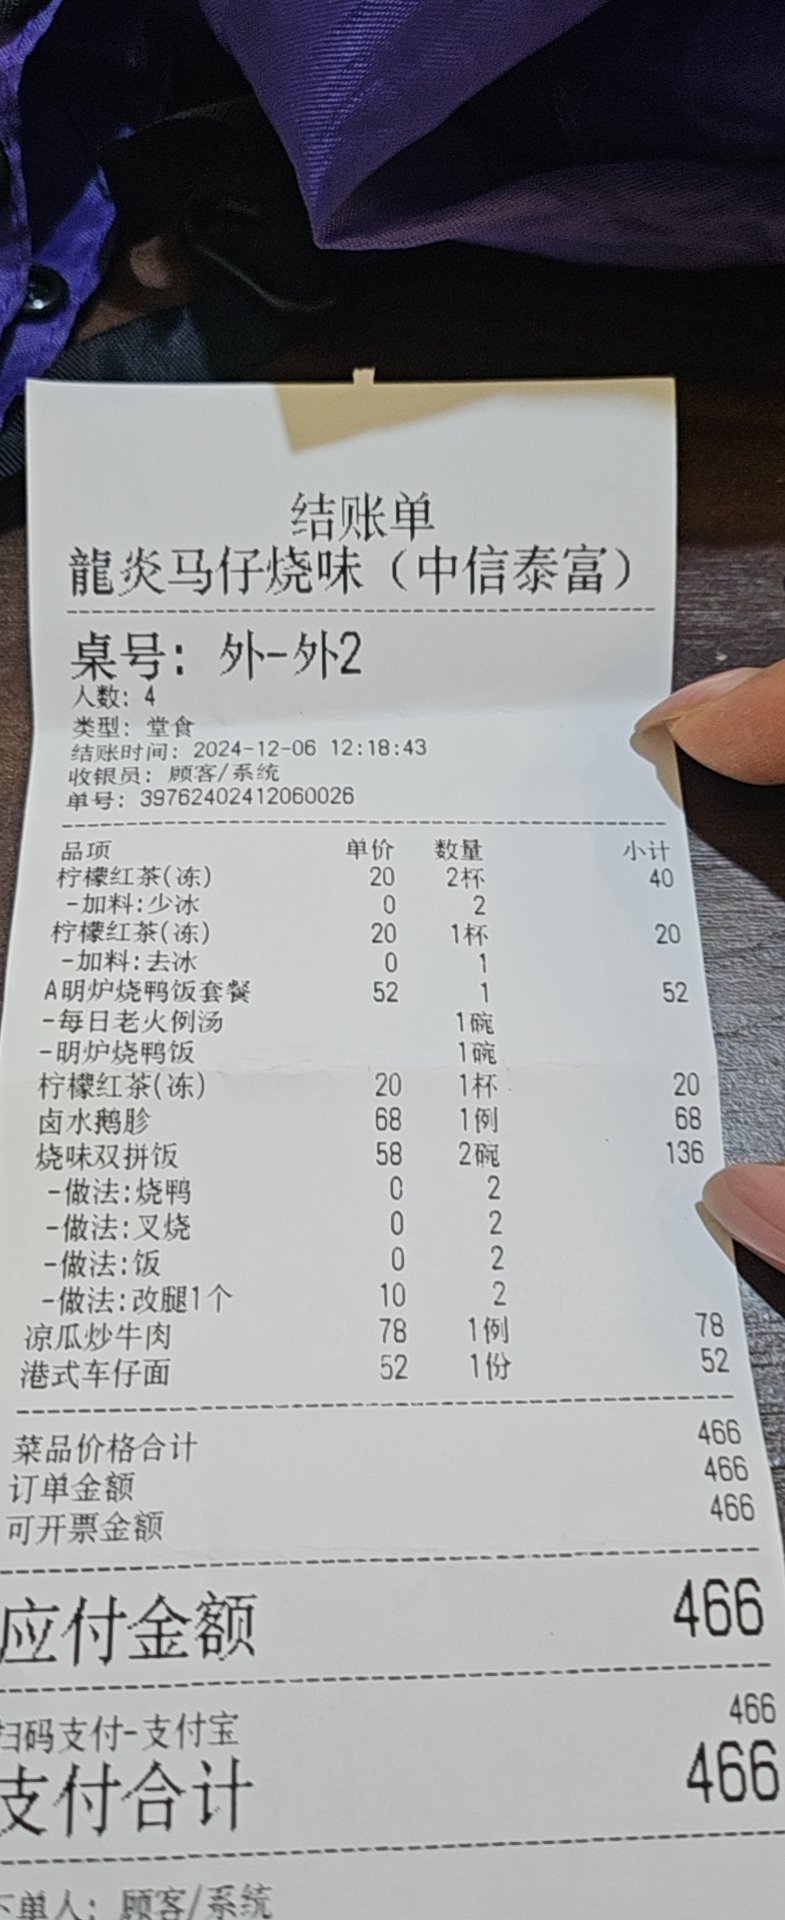 结账单
龍炎马仔烧味（中信泰富）
桌号: 外-外2
人数: 4
类型: 堂食
结账时间: 2024-12-06 12:18:43
收银员: 顾客/系统
单号: 39762402412060026
品项 单价 数量 小计
柠檬红茶(冻) 20 2杯 40
-加料:少冰 0 2
柠檬红茶(冻) 20 1杯 20
-加料:去冰 0 1
A明炉烧鸭饭套餐 52 1 52
-每日老火例汤 1碗
-明炉烧鸭饭 1碗
柠檬红茶(冻) 20 1杯 20
卤水鹅胗 68 1例 68
烧味双拼饭 58 2碗 136
-做法:烧鸭 0 2
-做法:叉烧 0 2
-做法:饭 0 2
-做法:改腿1个 10 2
凉瓜炒牛肉 78 1例 78
港式车仔面 52 1份 52
菜品价格合计 466
订单金额 466
可开票金额 466
应付金额 466
扫码支付-支付宝 466
支付合计 466
下单人: 顾客/系统